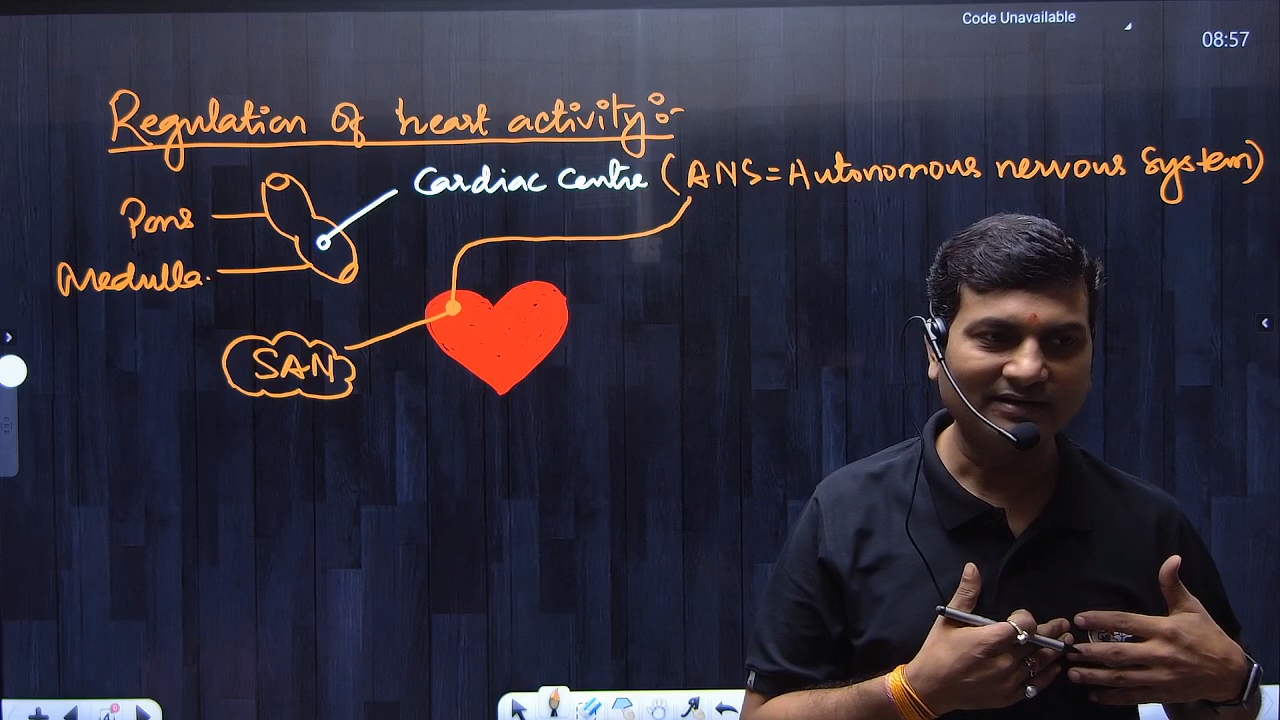 Code Unavailable
08:57
Regulation of heart activity :-
Cardiac Centre (ANS = Autonomous nervous system)
Pons
Medulla.
SAN